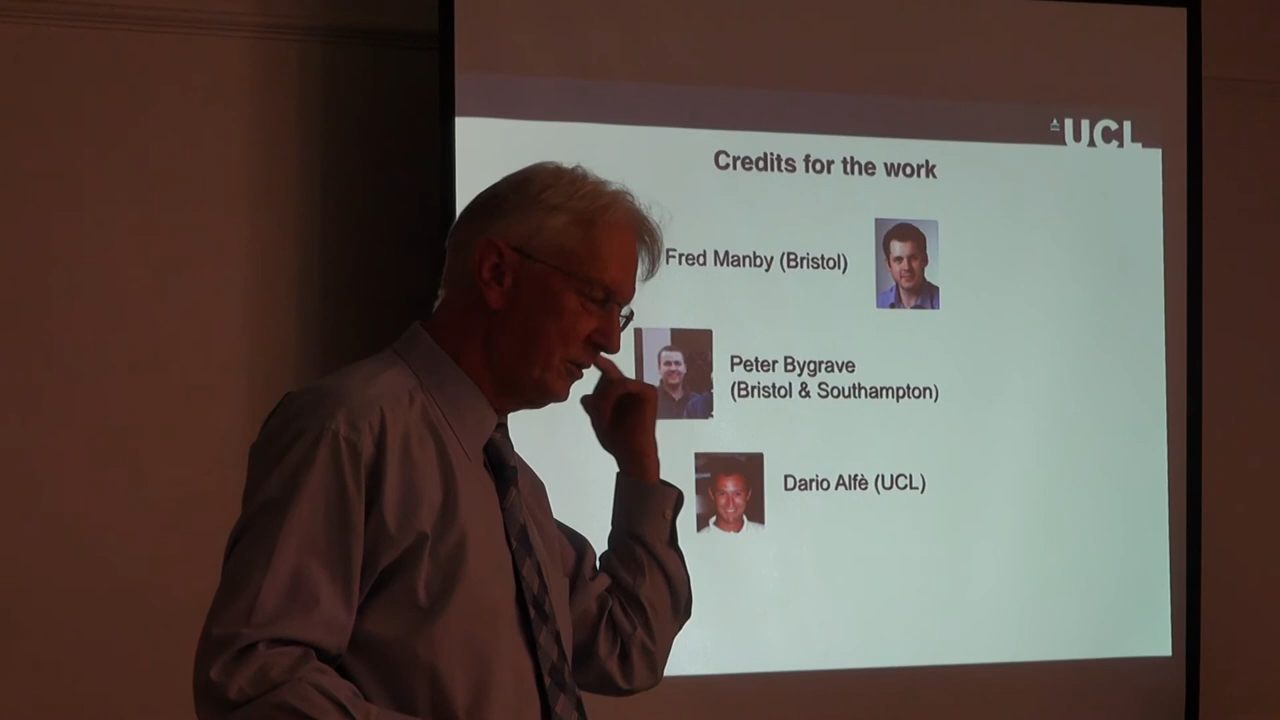 UCL
Credits for the work
Fred Manby (Bristol)
Peter Bygrave
(Bristol & Southampton)
Dario Alfè (UCL)